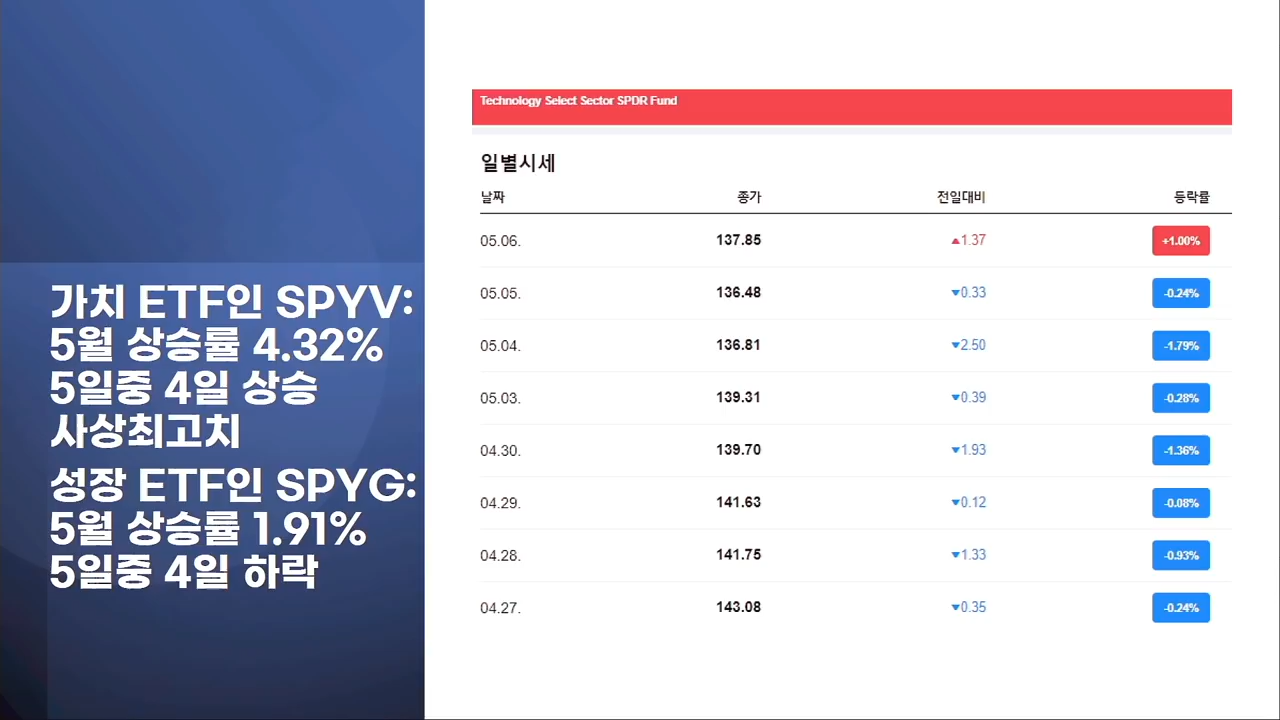 가치 ETF인 SPYV:
5월 상승률 4.32%
5일중 4일 상승
사상최고치
성장 ETF인 SPYG:
5월 상승률 1.91%
5일중 4일 하락
Technology Select Sector SPDR Fund
일별시세
날짜 종가 전일대비 등락률
05.06. 137.85 ▲1.37 +1.00%
05.05. 136.48 ▼0.33 -0.24%
05.04. 136.81 ▼2.50 -1.79%
05.03. 139.31 ▼0.39 -0.28%
04.30. 139.70 ▼1.93 -1.36%
04.29. 141.63 ▼0.12 -0.08%
04.28. 141.75 ▼1.33 -0.93%
04.27. 143.08 ▼0.35 -0.24%